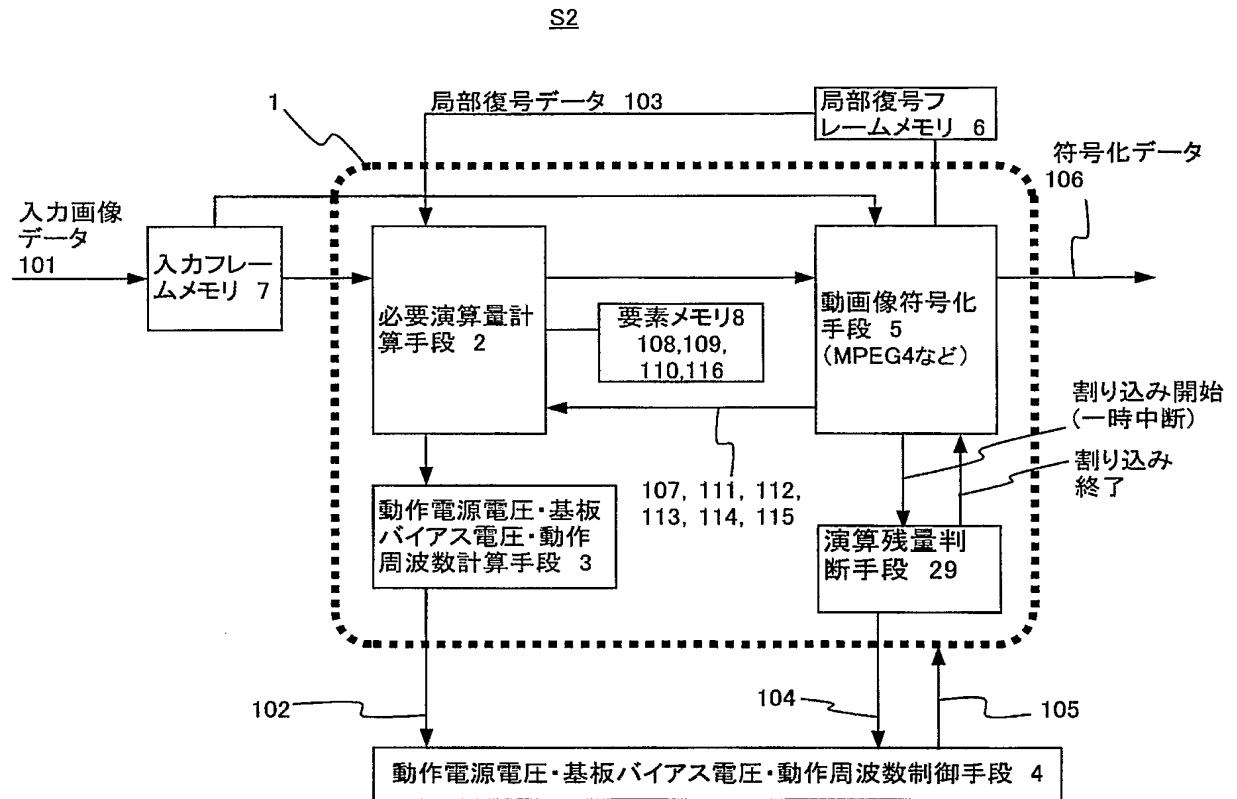 S2
1
局部復号データ 103
局部復号フ
レームメモリ 6
符号化データ
106
入力画像
データ
101
入力フレー
ムメモリ 7
必要演算量計
算手段 2
要素メモリ8
108,109,
110,116
動画像符号化
手段 5
(MPEG4など)
割り込み開始
(一時中断)
割り込み
終了
107, 111, 112,
113, 114, 115
動作電源電圧・基板
バイアス電圧・動作
周波数計算手段 3
演算残量判
断手段 29
102
104
105
動作電源電圧・基板バイアス電圧・動作周波数制御手段 4